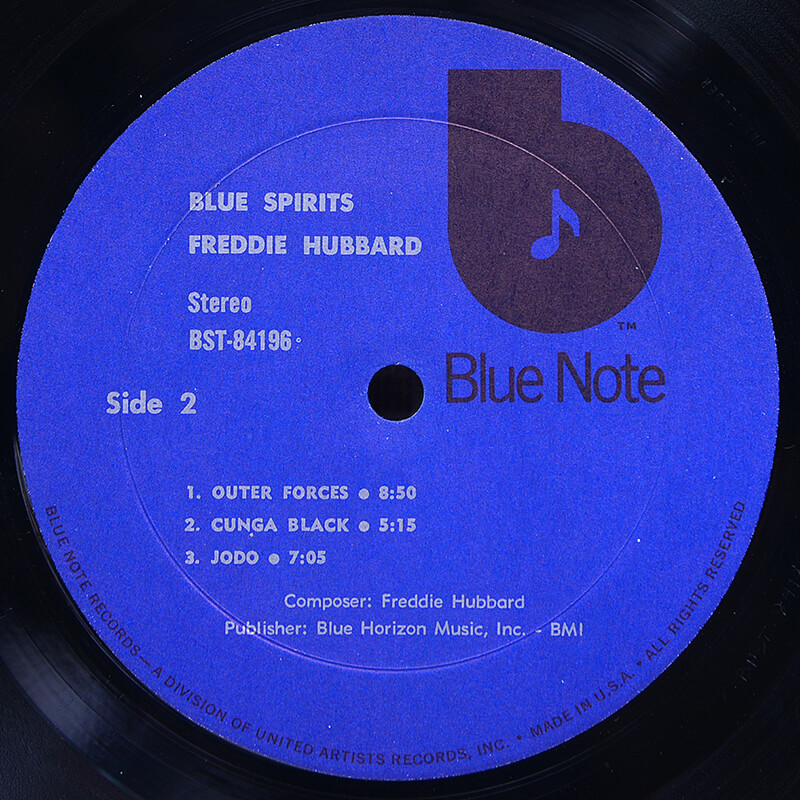 BLUE SPIRITS
FREDDIE HUBBARD
Stereo
BST-84196
Side 2
TM
Blue Note
1. OUTER FORCES ● 8:50
2. CUNGA BLACK ● 5:15
3. JODO ● 7:05
Composer: Freddie Hubbard
Publisher: Blue Horizon Music, Inc. - BMI
BLUE NOTE RECORDS — A DIVISION OF UNITED ARTISTS RECORDS, INC. • MADE IN U.S.A. • ALL RIGHTS RESERVED